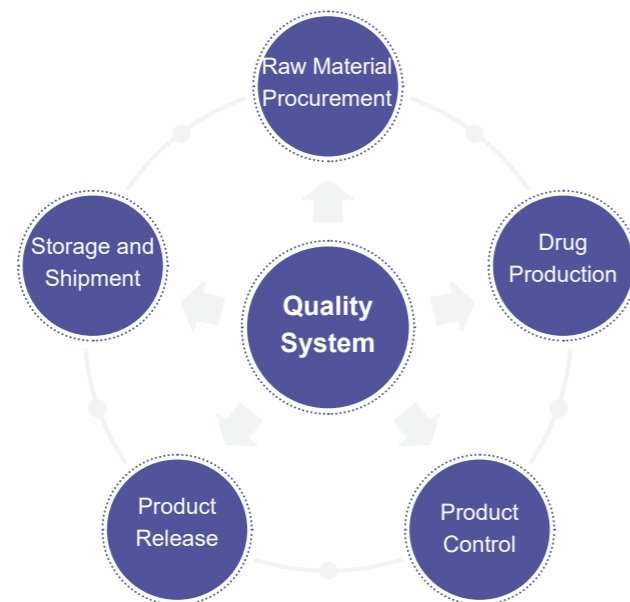 Raw Material
Procurement
Storage and
Shipment
Drug
Production
Quality
System
Product
Release
Product
Control